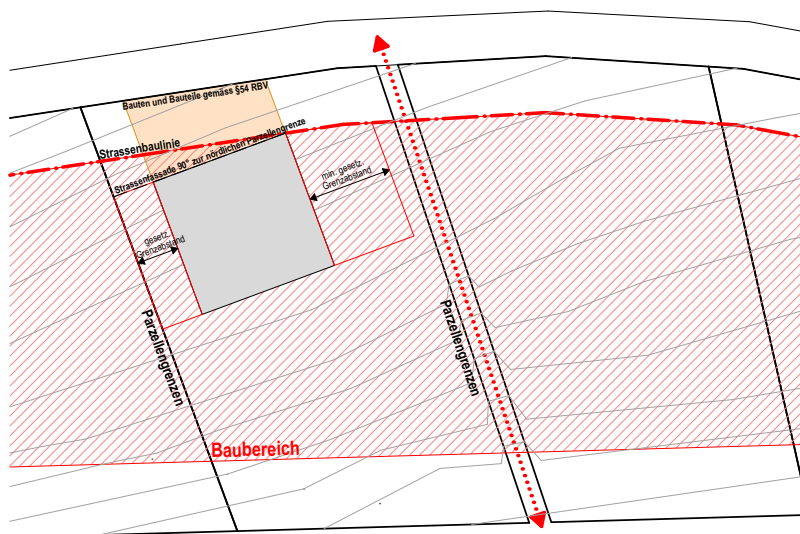 Bauten und Bauteile gemäss §54 RBV
Strassenbaulinie
Strassenfassade 90° zur nördlichen Parzellengrenze
min. gesetz.
Grenzabstand
gesetz.
Grenzabstand
Parzellengrenzen
Parzellengrenzen
Baubereich